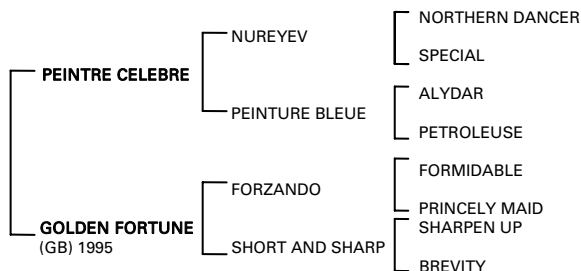 NORTHERN DANCER
NUREYEV
SPECIAL
PEINTRE CELEBRE
ALYDAR
PEINTURE BLEUE
PETROLEUSE
FORMIDABLE
FORZANDO
PRINCELY MAID
GOLDEN FORTUNE
(GB) 1995
SHARPEN UP
SHORT AND SHARP
BREVITY